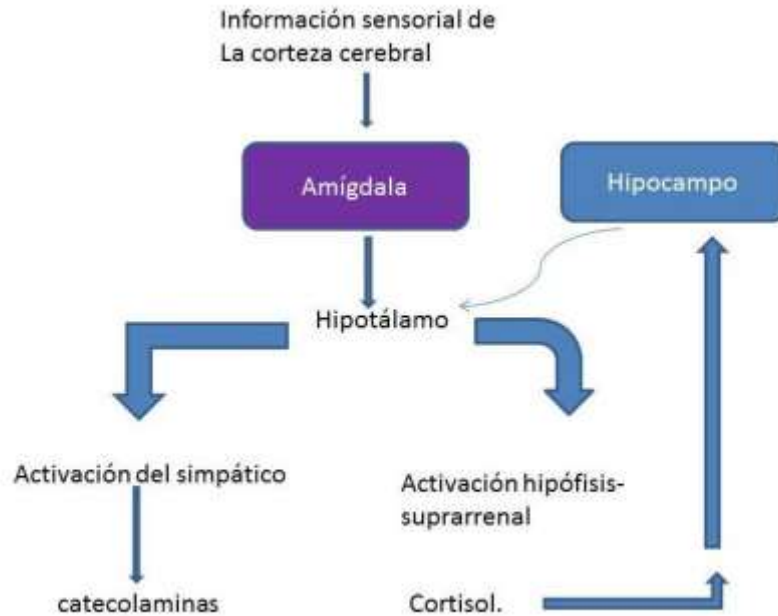 Información sensorial de
La corteza cerebral
Amígdala
Hipocampo
Hipotálamo
Activación del simpático
Activación hipófisis-
suprarrenal
catecolaminas
Cortisol.